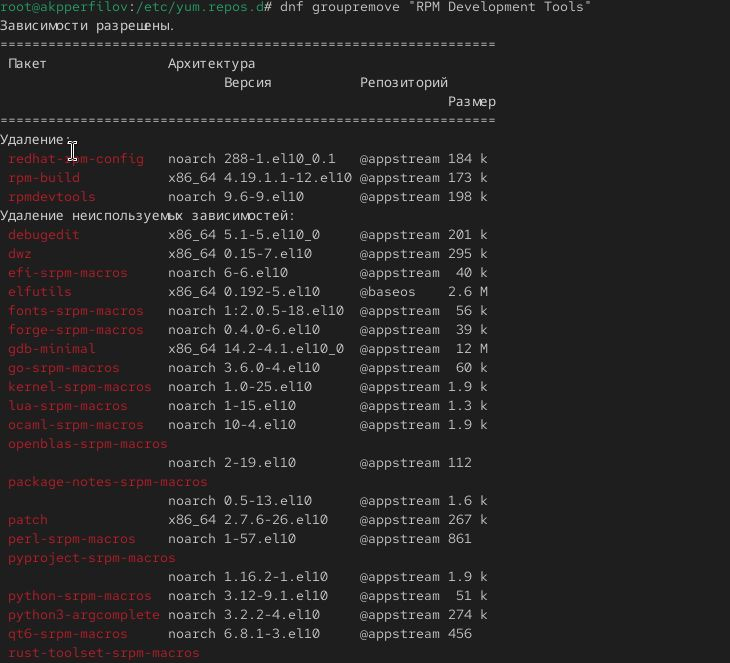 root@akpperfilov:/etc/yum.repos.d# dnf groupremove "RPM Development Tools"
Зависимости разрешены.
==============================================================
Пакет Архитектура
Версия Репозиторий
Размер
==============================================================
Удаление:
redhat-rpm-config noarch 288-1.el10_0.1 @appstream 184 k
rpm-build x86_64 4.19.1.1-12.el10 @appstream 173 k
rpmdevtools noarch 9.6-9.el10 @appstream 198 k
Удаление неиспользуемых зависимостей:
debugedit x86_64 5.1-5.el10_0 @appstream 201 k
dwz x86_64 0.15-7.el10 @appstream 295 k
efi-srpm-macros noarch 6-6.el10 @appstream 40 k
elfutils x86_64 0.192-5.el10 @baseos 2.6 M
fonts-srpm-macros noarch 1:2.0.5-18.el10 @appstream 56 k
forge-srpm-macros noarch 0.4.0-6.el10 @appstream 39 k
gdb-minimal x86_64 14.2-4.1.el10_0 @appstream 12 M
go-srpm-macros noarch 3.6.0-4.el10 @appstream 60 k
kernel-srpm-macros noarch 1.0-25.el10 @appstream 1.9 k
lua-srpm-macros noarch 1-15.el10 @appstream 1.3 k
ocaml-srpm-macros noarch 10-4.el10 @appstream 1.9 k
openblas-srpm-macros
noarch 2-19.el10 @appstream 112
package-notes-srpm-macros
noarch 0.5-13.el10 @appstream 1.6 k
patch x86_64 2.7.6-26.el10 @appstream 267 k
perl-srpm-macros noarch 1-57.el10 @appstream 861
pyproject-srpm-macros
noarch 1.16.2-1.el10 @appstream 1.9 k
python-srpm-macros noarch 3.12-9.1.el10 @appstream 51 k
python3-argcomplete noarch 3.2.2-4.el10 @appstream 274 k
qt6-srpm-macros noarch 6.8.1-3.el10 @appstream 456
rust-toolset-srpm-macros